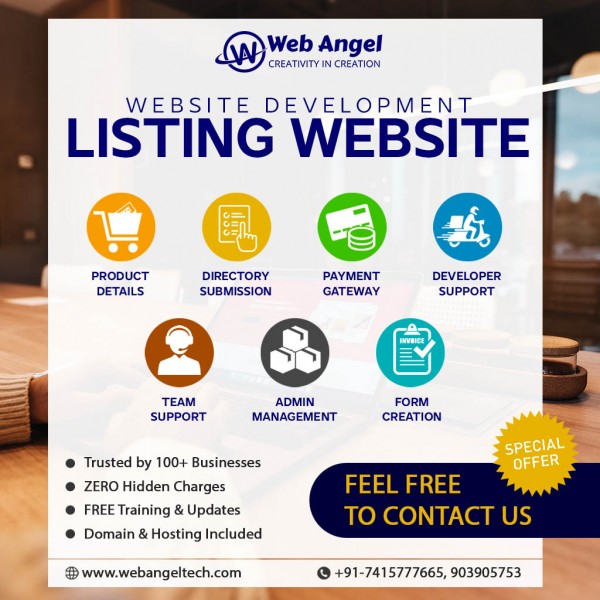 Web Angel
CREATIVITY IN CREATION
WEBSITE DEVELOPMENT
LISTING WEBSITE
PRODUCT
DETAILS
DIRECTORY
SUBMISSION
PAYMENT
GATEWAY
DEVELOPER
SUPPORT
INVOICE
TEAM
SUPPORT
ADMIN
MANAGEMENT
FORM
CREATION
Trusted by 100+ Businesses
ZERO Hidden Charges
FREE Training & Updates
Domain & Hosting Included
SPECIAL
OFFER
FEEL FREE
TO CONTACT US
www.webangeltech.com
+91-7415777665, 903905753